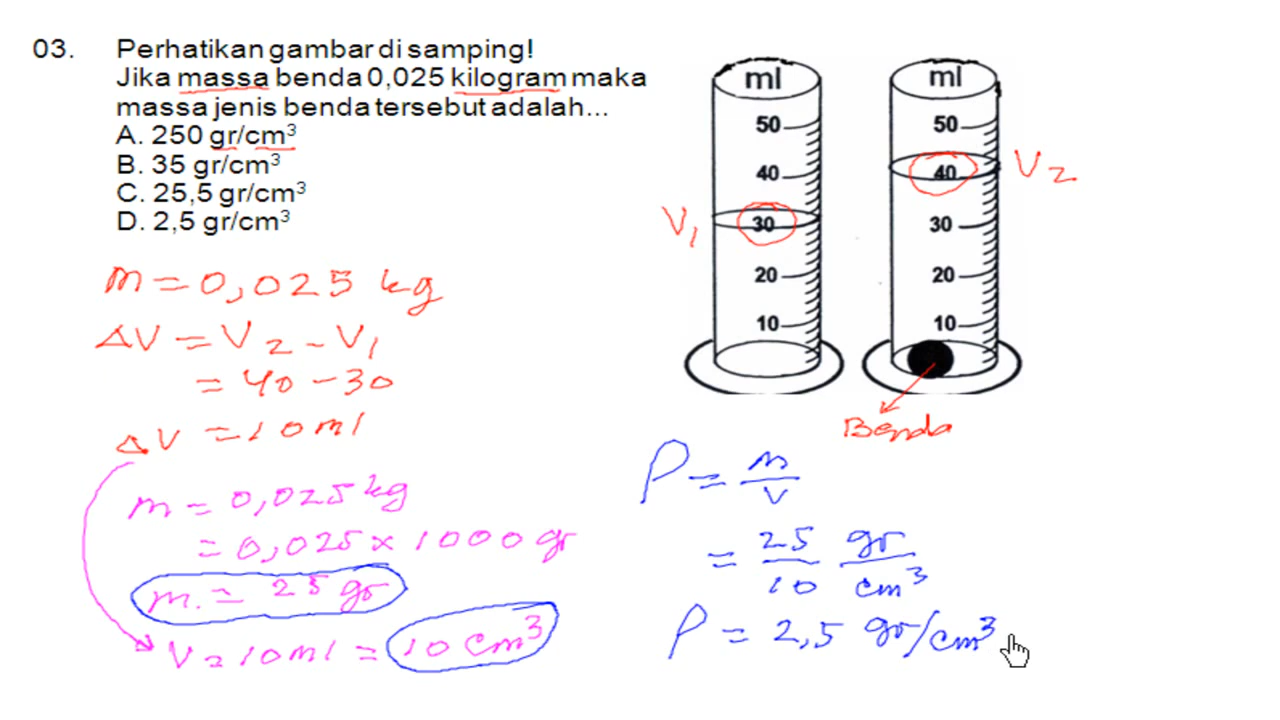 03. Perhatikan gambar di samping!
Jika massa benda 0,025 kilogram maka
massa jenis benda tersebut adalah...
A. 250 gr/cm³
B. 35 gr/cm³
C. 25,5 gr/cm³
D. 2,5 gr/cm³
ml
50
40
30
20
10
V₁
ml
50
40
30
20
10
V₂
Benda
m = 0,025 kg
ΔV = V₂ - V₁
= 40 - 30
ΔV = 10 ml
m = 0,025 kg
= 0,025 × 1000 gr
m = 25 gr
V = 10 ml = 10 cm³
ρ = m/v
= 25/10 gr/cm³
ρ = 2,5 gr/cm³